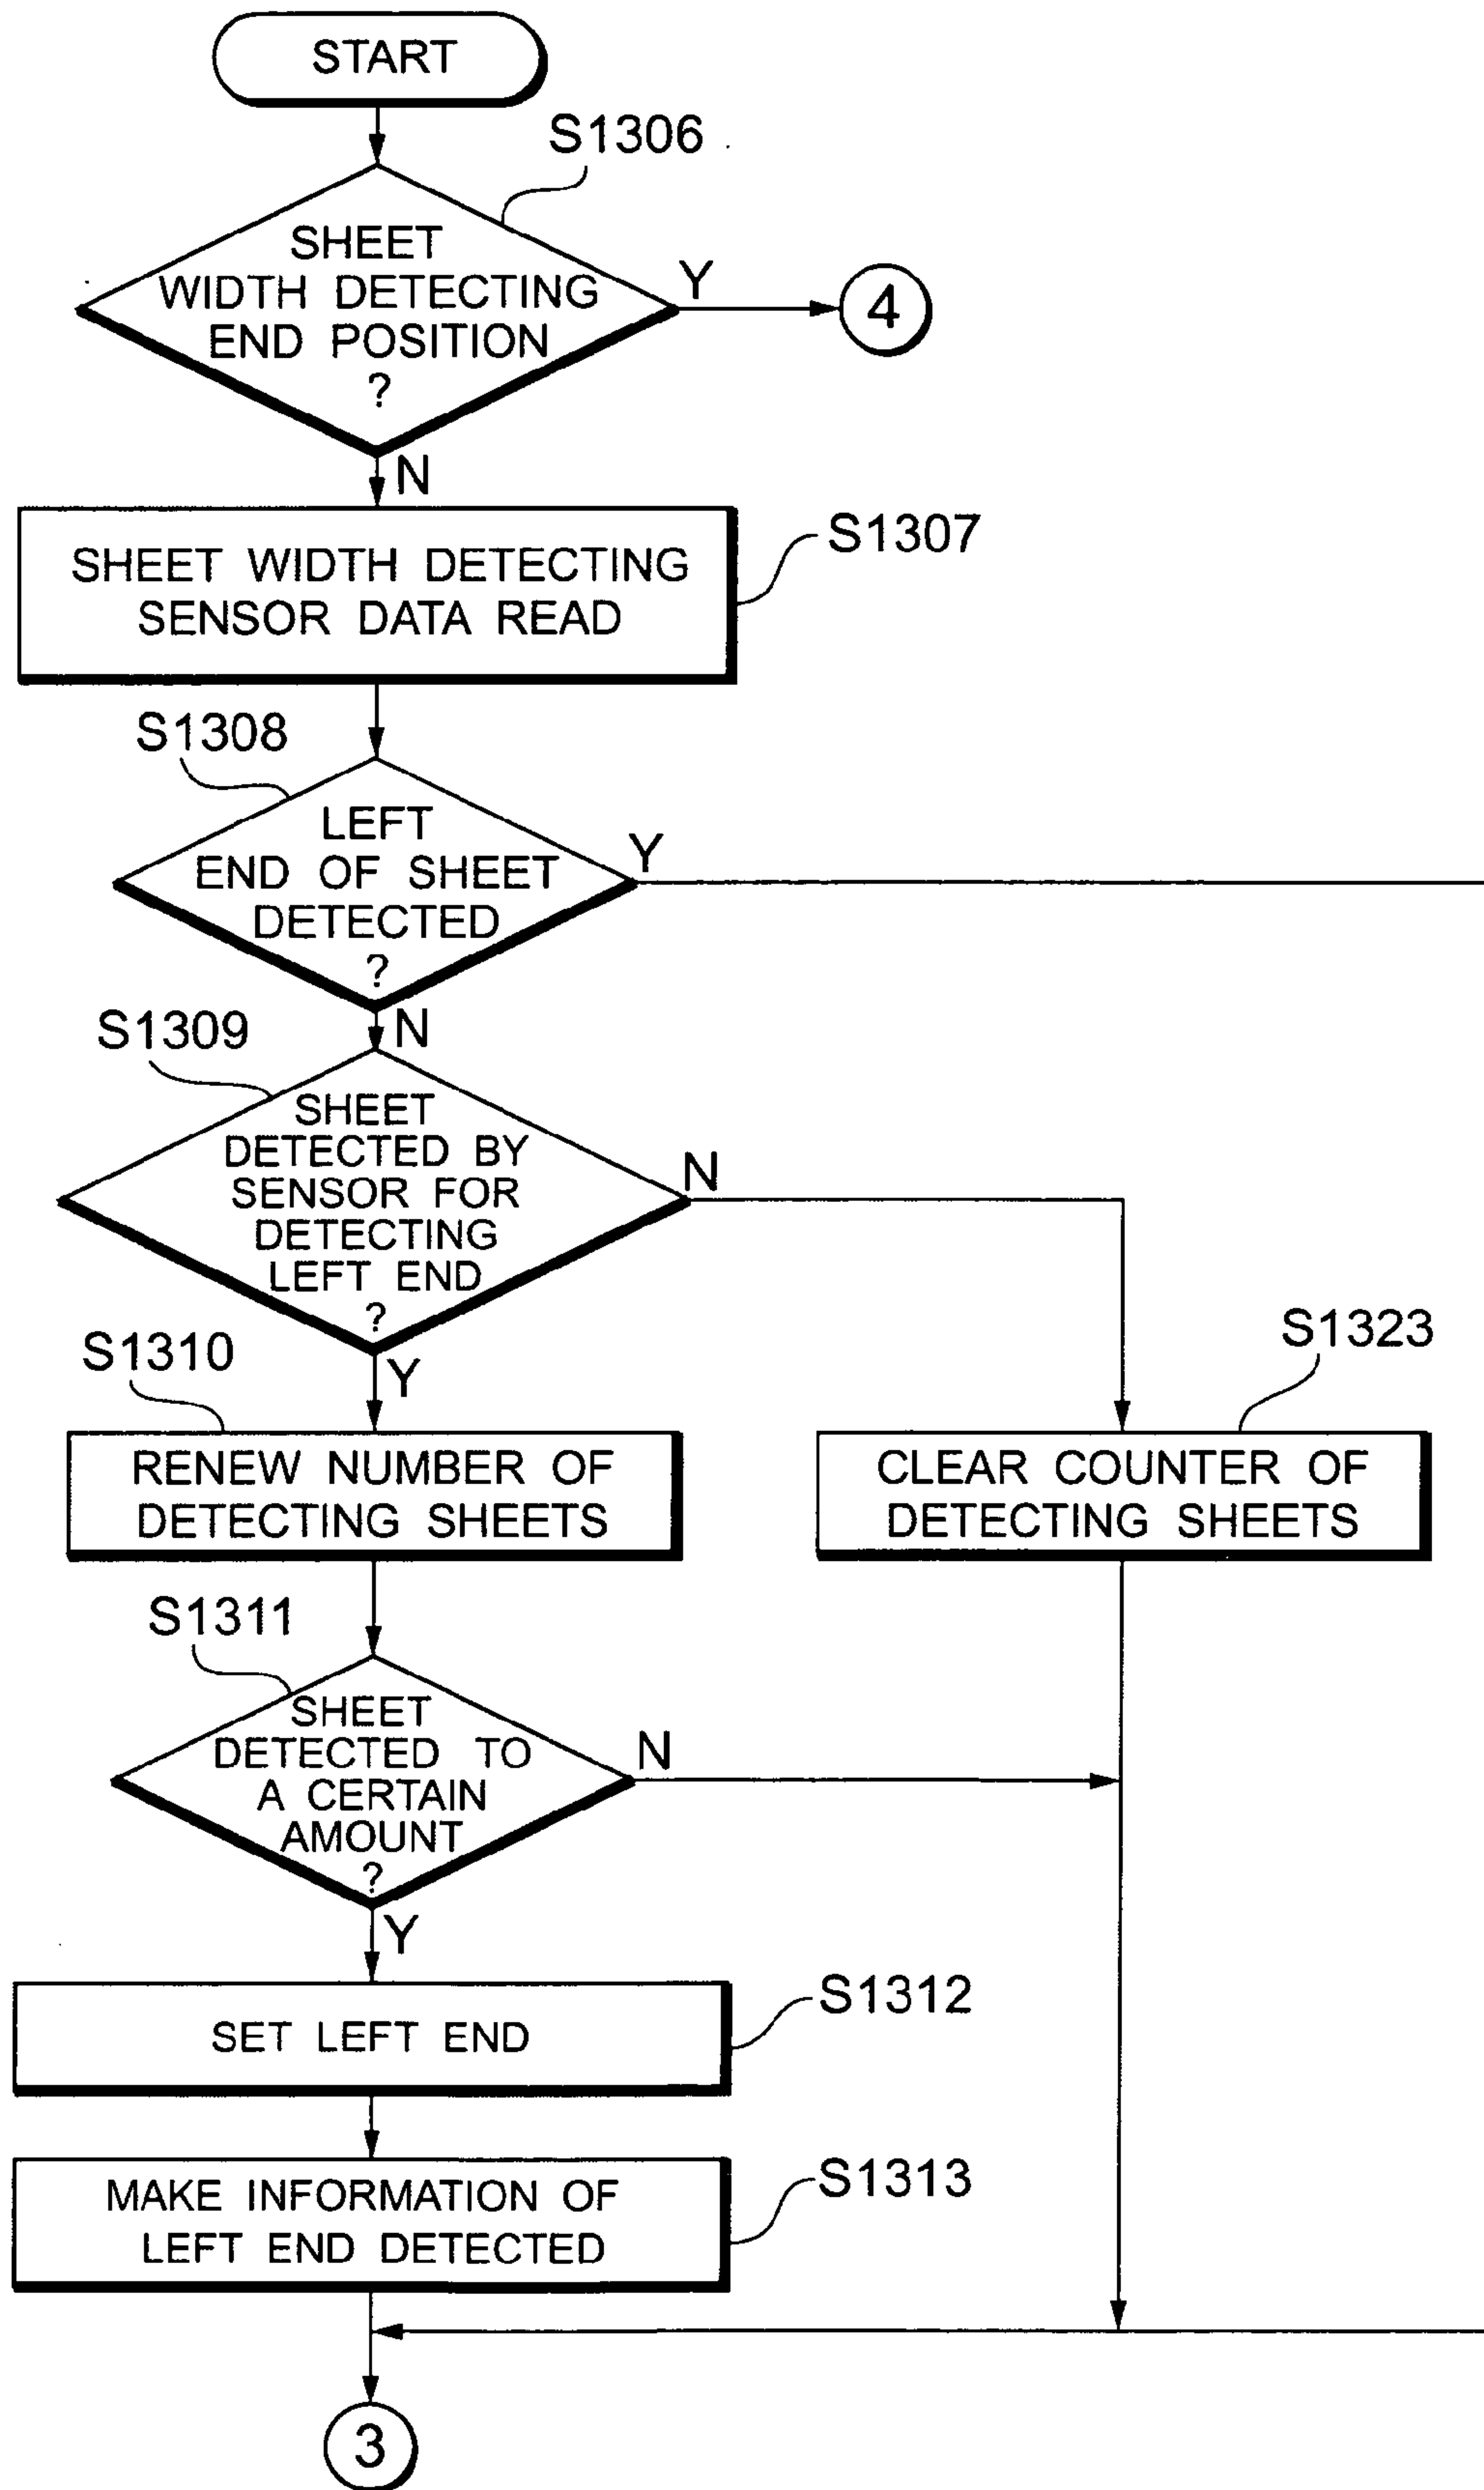 START
S1306
SHEET
WIDTH DETECTING
END POSITION
?
Y
4
N
SHEET WIDTH DETECTING
SENSOR DATA READ
S1307
S1308
LEFT
END OF SHEET
DETECTED
?
Y
N
S1309
SHEET
DETECTED BY
SENSOR FOR
DETECTING
LEFT END
?
N
Y
S1310
RENEW NUMBER OF
DETECTING SHEETS
S1323
CLEAR COUNTER OF
DETECTING SHEETS
S1311
SHEET
DETECTED TO
A CERTAIN
AMOUNT
?
N
Y
SET LEFT END
S1312
MAKE INFORMATION OF
LEFT END DETECTED
S1313
3